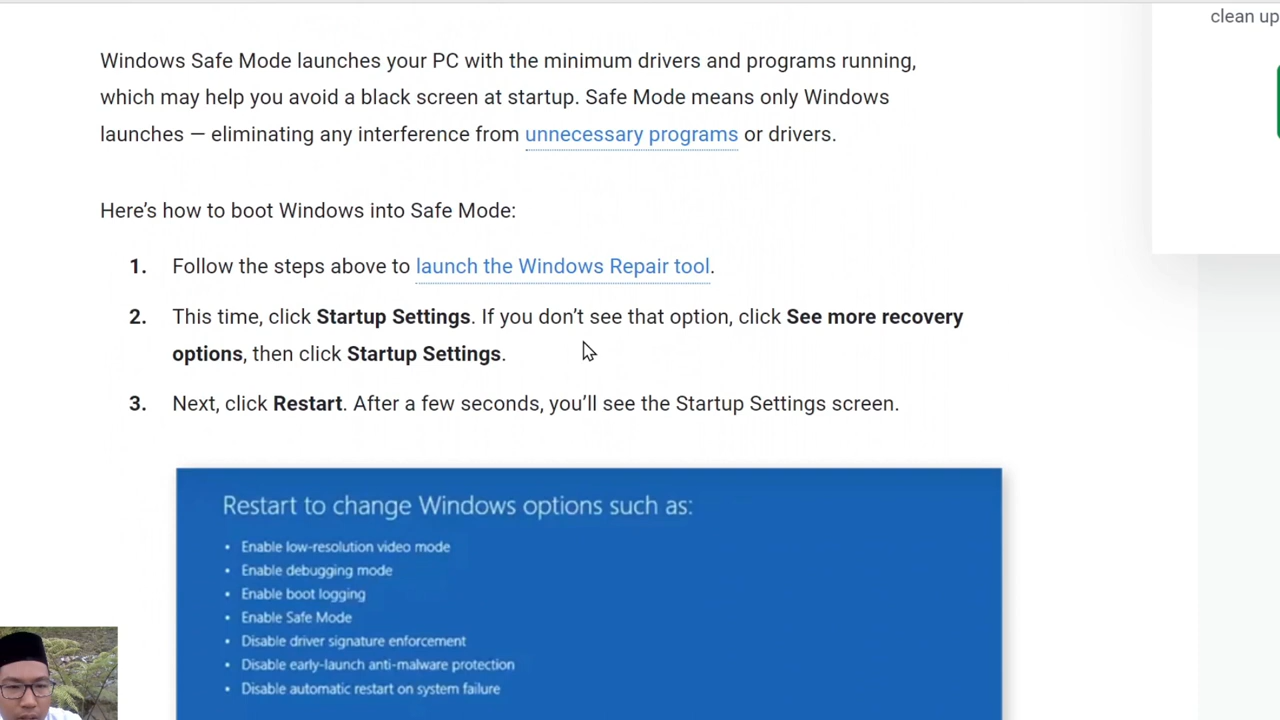 clean up
Windows Safe Mode launches your PC with the minimum drivers and programs running,
which may help you avoid a black screen at startup. Safe Mode means only Windows
launches — eliminating any interference from unnecessary programs or drivers.
Here’s how to boot Windows into Safe Mode:
1. Follow the steps above to launch the Windows Repair tool.
2. This time, click Startup Settings. If you don’t see that option, click See more recovery
options, then click Startup Settings.
3. Next, click Restart. After a few seconds, you’ll see the Startup Settings screen.
Restart to change Windows options such as:
• Enable low-resolution video mode
• Enable debugging mode
• Enable boot logging
• Enable Safe Mode
• Disable driver signature enforcement
• Disable early-launch anti-malware protection
• Disable automatic restart on system failure